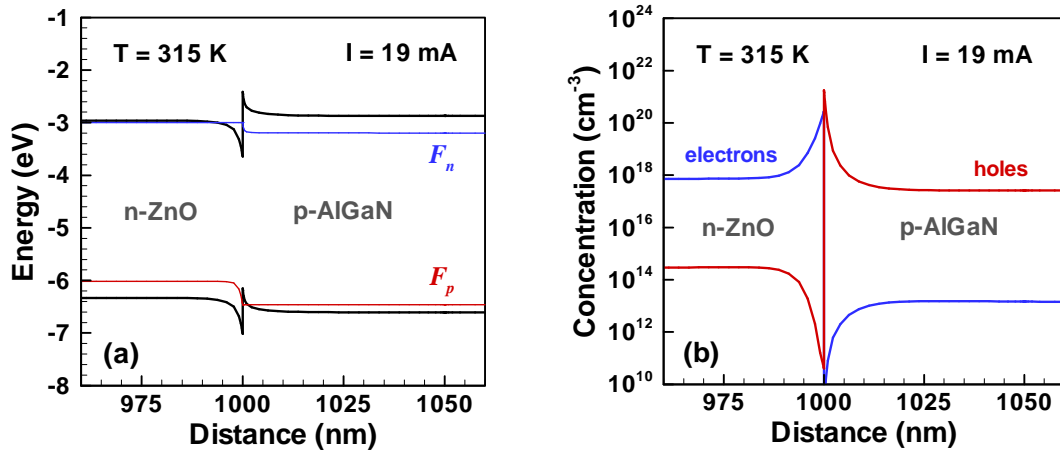 -1
-2
-3
-4
-5
-6
-7
-8
Energy (eV)
T = 315 K
I = 19 mA
Fn
n-ZnO
p-AlGaN
Fp
(a)
975
1000
1025
1050
Distance (nm)
10^24
10^22
10^20
10^18
10^16
10^14
10^12
10^10
Concentration (cm^-3)
T = 315 K
I = 19 mA
electrons
holes
n-ZnO
p-AlGaN
(b)
975
1000
1025
1050
Distance (nm)